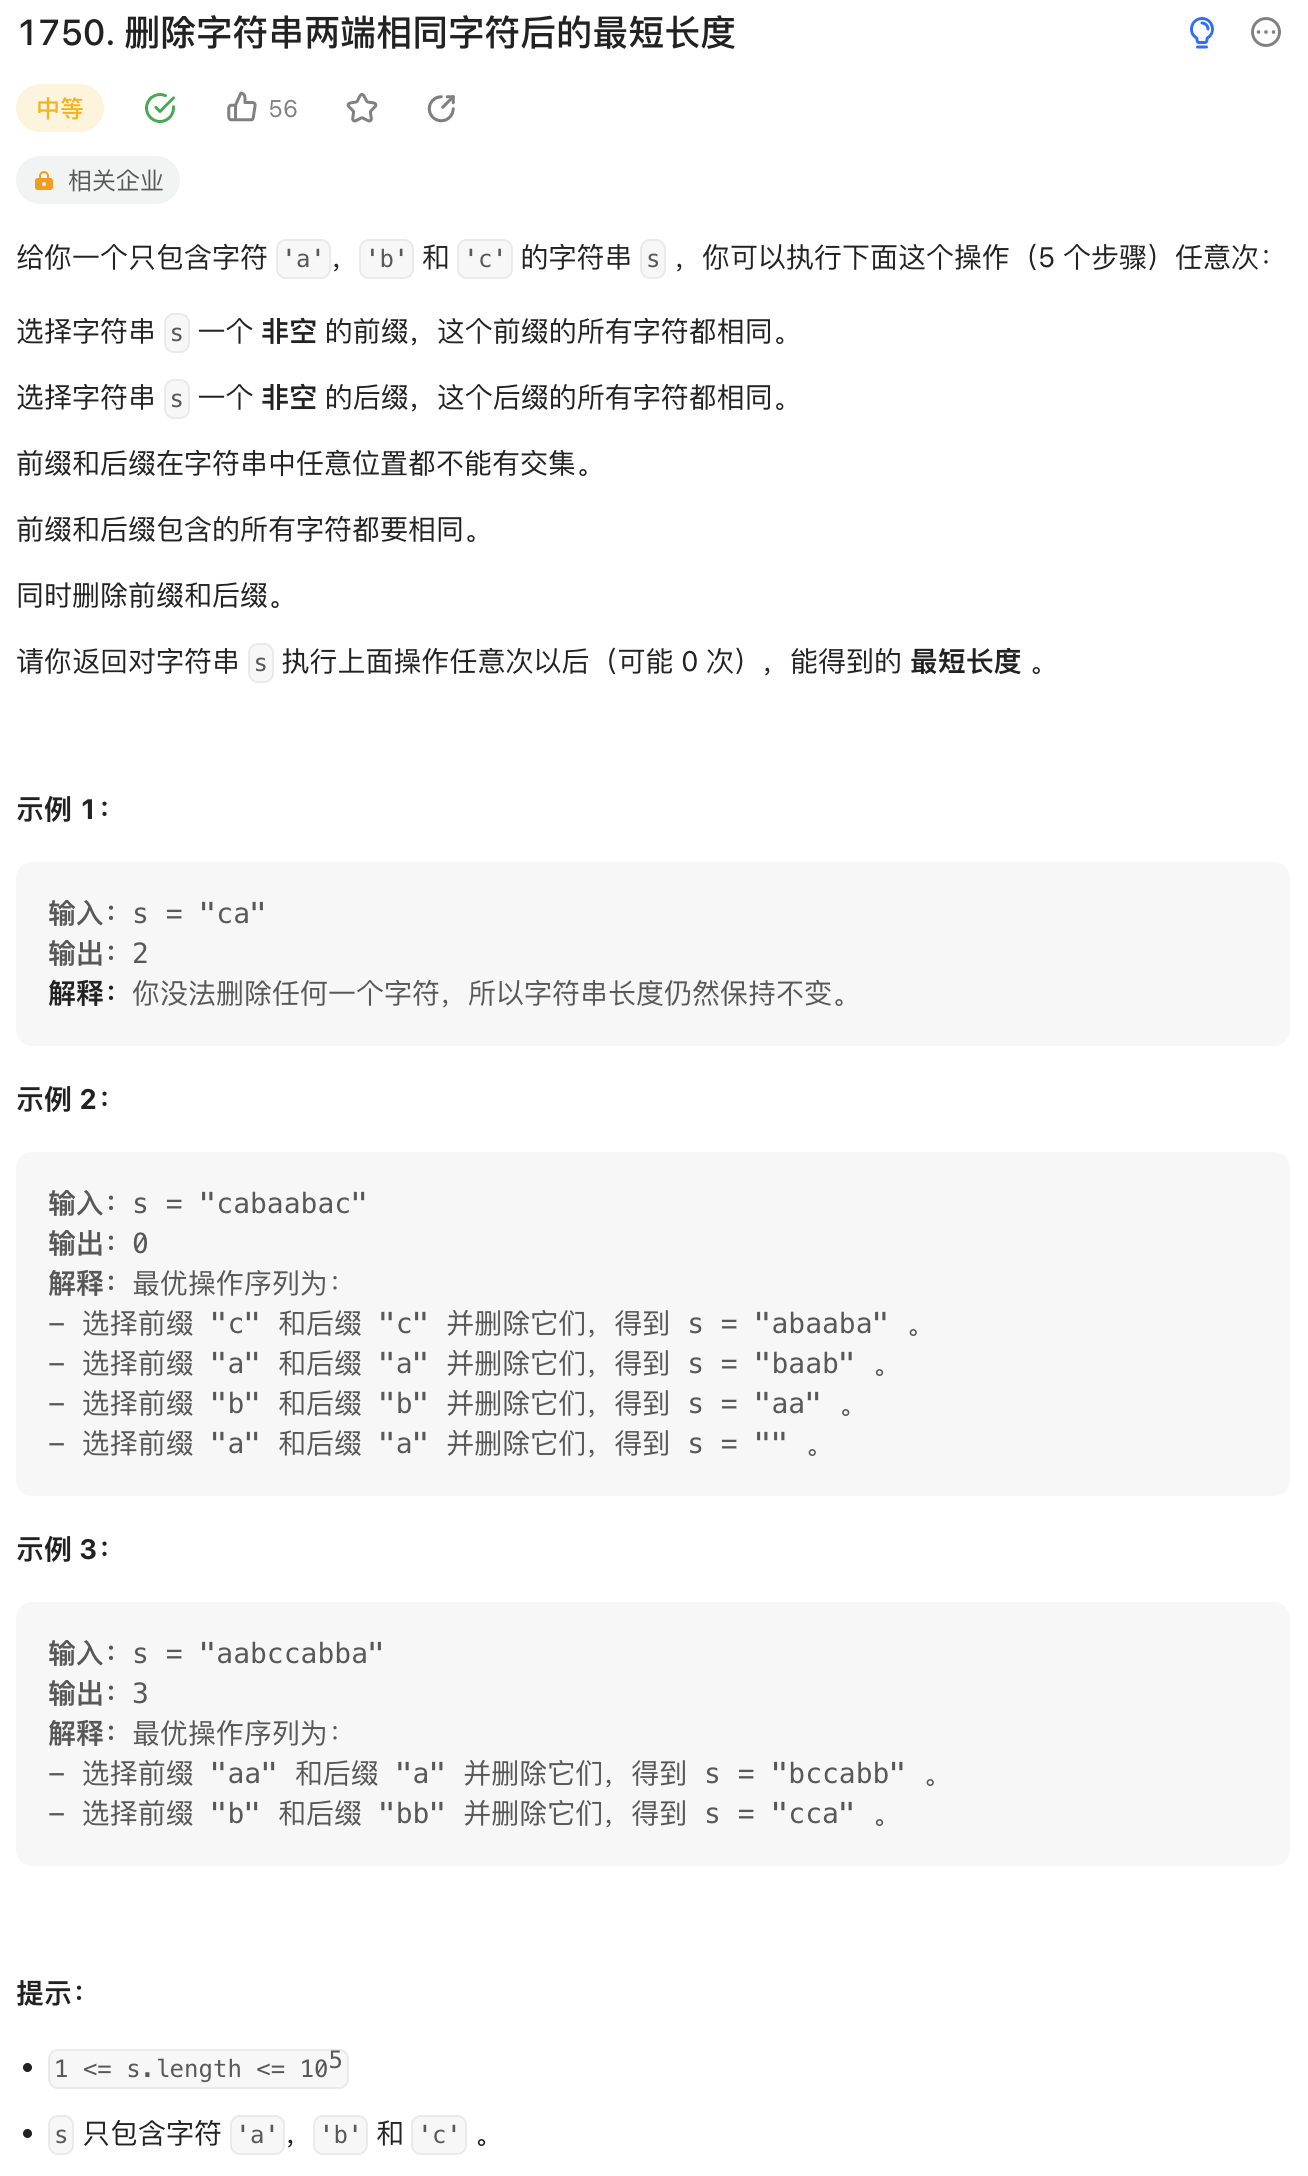 1750. 删除字符串两端相同字符后的最短长度
中等 56
相关企业
给你一个只包含字符 'a'，'b' 和 'c' 的字符串 s ，你可以执行下面这个操作（5 个步骤）任意次：
选择字符串 s 一个 非空 的前缀，这个前缀的所有字符都相同。
选择字符串 s 一个 非空 的后缀，这个后缀的所有字符都相同。
前缀和后缀在字符串中任意位置都不能有交集。
前缀和后缀包含的所有字符都要相同。
同时删除前缀和后缀。
请你返回对字符串 s 执行上面操作任意次以后（可能 0 次），能得到的 最短长度 。
示例 1：
输入：s = "ca"
输出：2
解释：你没法删除任何一个字符，所以字符串长度仍然保持不变。
示例 2：
输入：s = "cabaabac"
输出：0
解释：最优操作序列为：
- 选择前缀 "c" 和后缀 "c" 并删除它们，得到 s = "abaaba" 。
- 选择前缀 "a" 和后缀 "a" 并删除它们，得到 s = "baab" 。
- 选择前缀 "b" 和后缀 "b" 并删除它们，得到 s = "aa" 。
- 选择前缀 "a" 和后缀 "a" 并删除它们，得到 s = "" 。
示例 3：
输入：s = "aabccabba"
输出：3
解释：最优操作序列为：
- 选择前缀 "aa" 和后缀 "a" 并删除它们，得到 s = "bccabb" 。
- 选择前缀 "b" 和后缀 "bb" 并删除它们，得到 s = "cca" 。
提示：
• 1 <= s.length <= 10⁵
• s 只包含字符 'a'，'b' 和 'c' 。